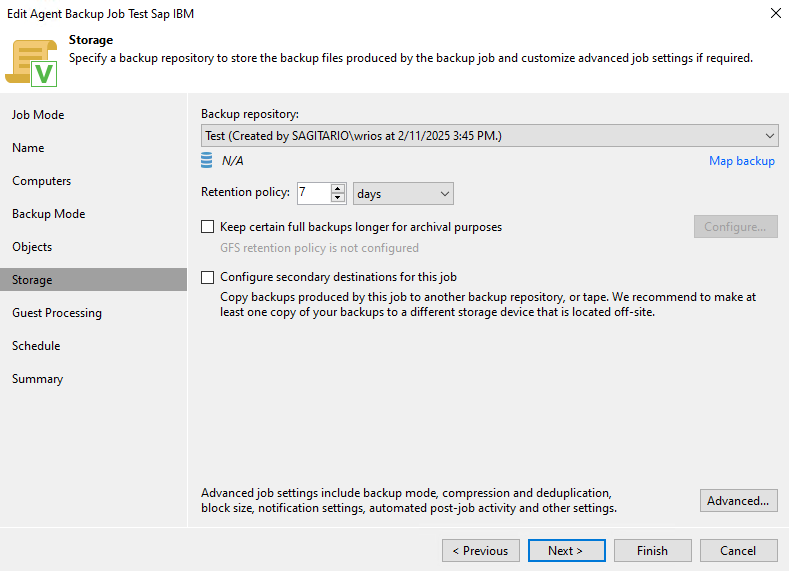 Edit Agent Backup Job Test Sap IBM
Storage
Specify a backup repository to store the backup files produced by the backup job and customize advanced job settings if required.
Job Mode
Name
Computers
Backup Mode
Objects
Storage
Guest Processing
Schedule
Summary
Backup repository:
Test (Created by SAGITARIO\wrios at 2/11/2025 3:45 PM.)
N/A
Map backup
Retention policy: 7 days
Keep certain full backups longer for archival purposes
Configure...
GFS retention policy is not configured
Configure secondary destinations for this job
Copy backups produced by this job to another backup repository, or tape. We recommend to make at
least one copy of your backups to a different storage device that is located off-site.
Advanced job settings include backup mode, compression and deduplication,
block size, notification settings, automated post-job activity and other settings.
Advanced...
< Previous
Next >
Finish
Cancel